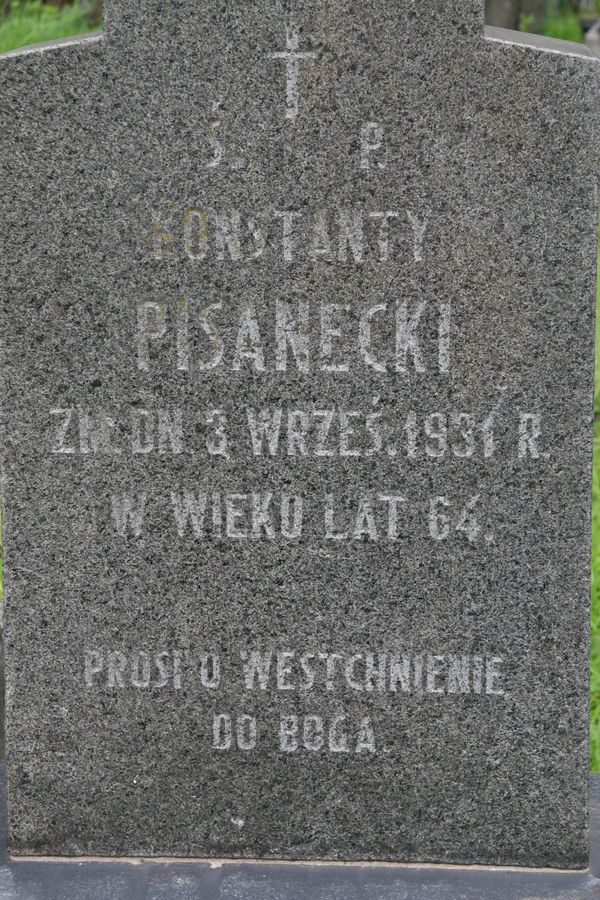 Ś. P.
KONSTANTY
PISANECKI
ZM. DN. 3 WRZEŚ. 1931 R.
W WIEKU LAT 64.
PROSI O WESTCHNIENIE
DO BOGA.